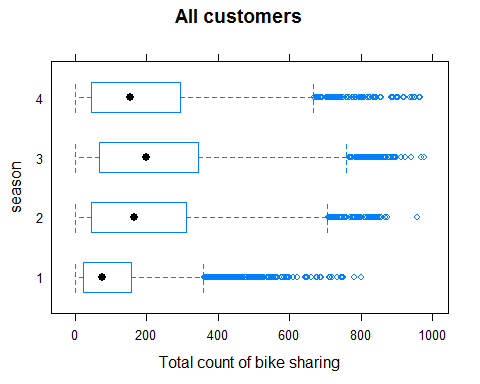 All customers
4
3
2
1
season
0 200 400 600 800 1000
Total count of bike sharing